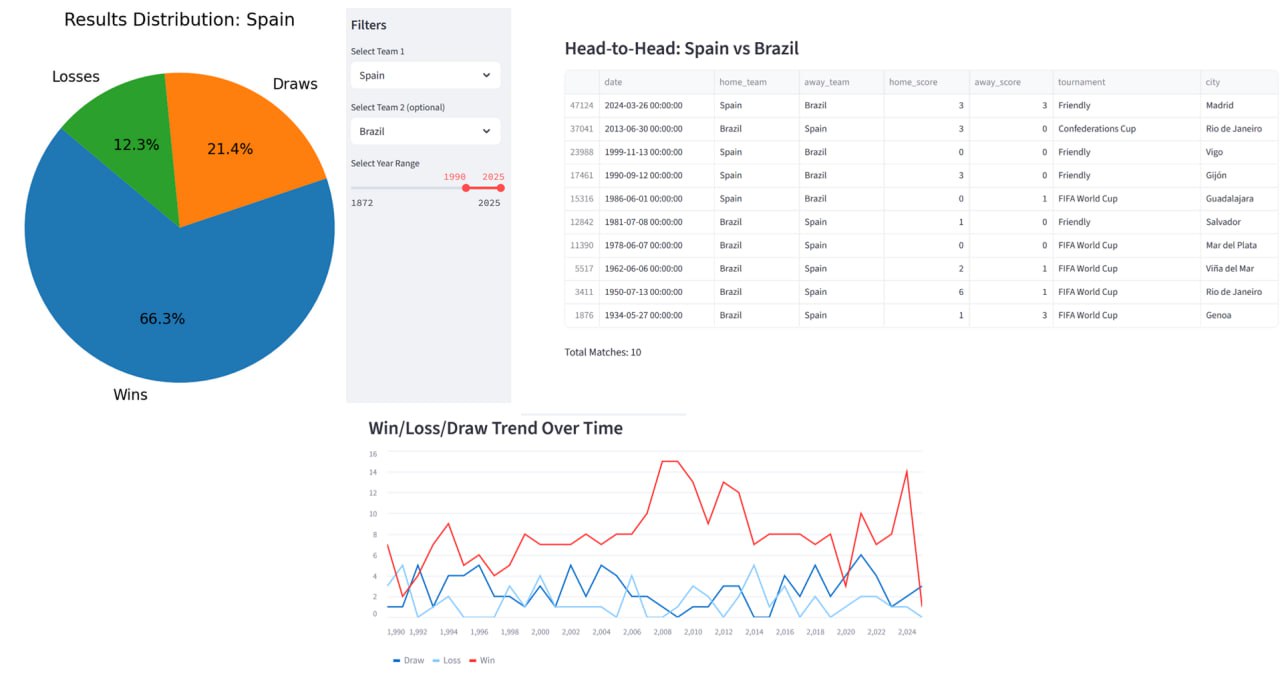 Results Distribution: Spain
Losses
Draws
12.3%
21.4%
66.3%
Wins
Filters
Select Team 1
Spain
Select Team 2 (optional)
Brazil
Select Year Range
1990 2025
1872 2025
Head-to-Head: Spain vs Brazil
date home_team away_team home_score away_score tournament city
47124 2024-03-26 00:00:00 Spain Brazil 3 3 Friendly Madrid
37041 2013-06-30 00:00:00 Brazil Spain 3 0 Confederations Cup Rio de Janeiro
23988 1999-11-13 00:00:00 Spain Brazil 0 0 Friendly Vigo
17461 1990-09-12 00:00:00 Spain Brazil 3 0 Friendly Gijón
15316 1986-06-01 00:00:00 Spain Brazil 0 1 FIFA World Cup Guadalajara
12842 1981-07-08 00:00:00 Brazil Spain 1 0 Friendly Salvador
11390 1978-06-07 00:00:00 Brazil Spain 0 0 FIFA World Cup Mar del Plata
5517 1962-06-06 00:00:00 Brazil Spain 2 1 FIFA World Cup Viña del Mar
3411 1950-07-13 00:00:00 Brazil Spain 6 1 FIFA World Cup Rio de Janeiro
1876 1934-05-27 00:00:00 Brazil Spain 1 3 FIFA World Cup Genoa
Total Matches: 10
Win/Loss/Draw Trend Over Time
16
14
12
10
8
6
4
2
0
1,990 1,992 1,994 1,996 1,998 2,000 2,002 2,004 2,006 2,008 2,010 2,012 2,014 2,016 2,018 2,020 2,022 2,024
Draw Loss Win